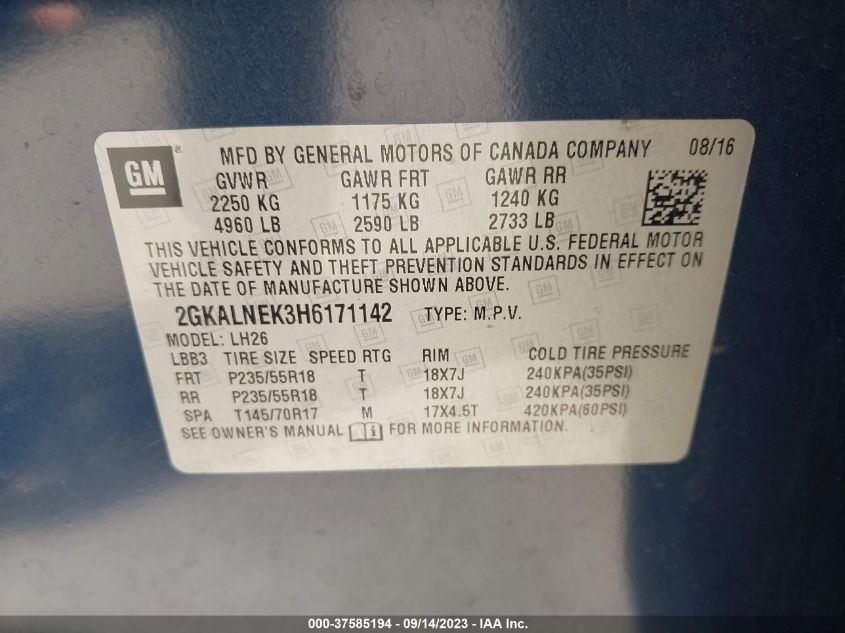 GM ® MFD BY GENERAL MOTORS OF CANADA COMPANY 08/16
GVWR GAWR FRT GAWR RR
2250 KG 1175 KG 1240 KG
4960 LB 2590 LB 2733 LB
THIS VEHICLE CONFORMS TO ALL APPLICABLE U.S. FEDERAL MOTOR
VEHICLE SAFETY AND THEFT PREVENTION STANDARDS IN EFFECT ON
THE DATE OF MANUFACTURE SHOWN ABOVE.
2GKALNEK3H6171142 TYPE: M.P.V.
MODEL: LH26
LBB3 TIRE SIZE SPEED RTG RIM COLD TIRE PRESSURE
FRT P235/55R18 T 18X7J 240KPA(35PSI)
RR P235/55R18 T 18X7J 240KPA(35PSI)
SPA T145/70R17 M 17X4.5T 420KPA(60PSI)
SEE OWNER'S MANUAL i FOR MORE INFORMATION.
000-37585194 - 09/14/2023 - IAA Inc.